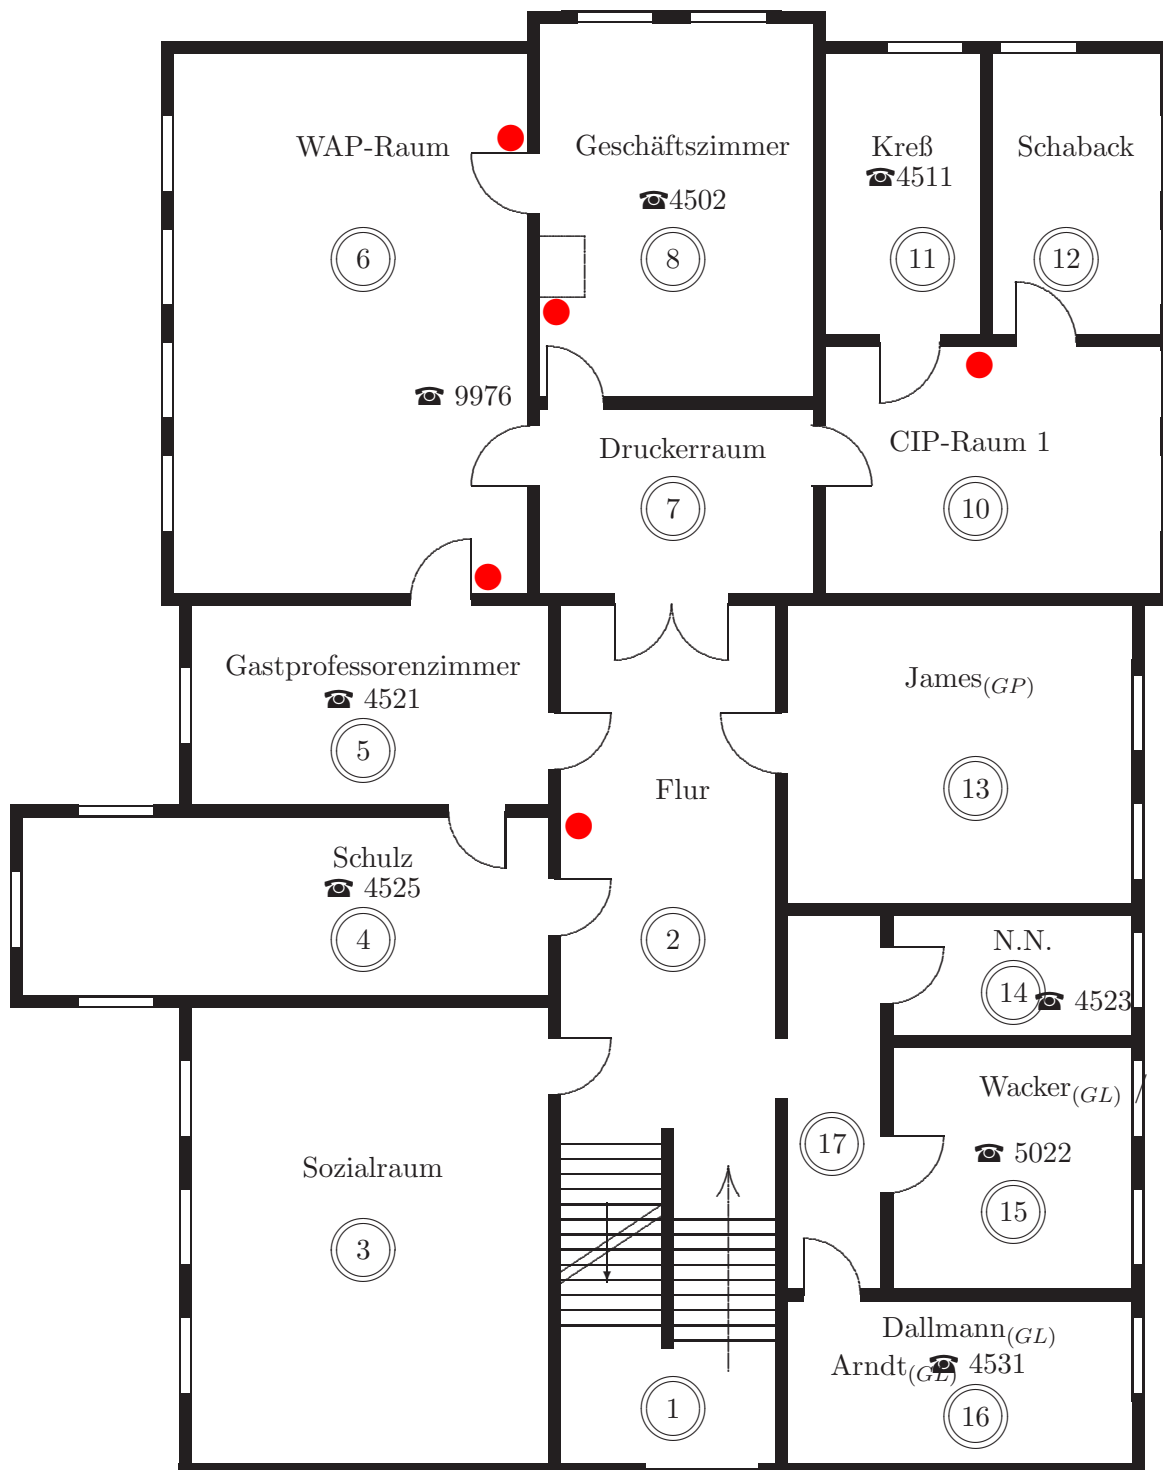 WAP-Raum
6
☎ 9976
Geschäftszimmer
☎4502
8
Kreß
☎4511
11
Schaback
12
Druckerraum
7
CIP-Raum 1
10
Gastprofessorenzimmer
☎ 4521
5
Flur
James(GP)
13
Schulz
☎ 4525
4
2
N.N.
14
☎ 4523
Wacker(GL) /
☎ 5022
15
17
Sozialraum
3
Dallmann(GL)
Arndt(GL)
☎ 4531
16
1